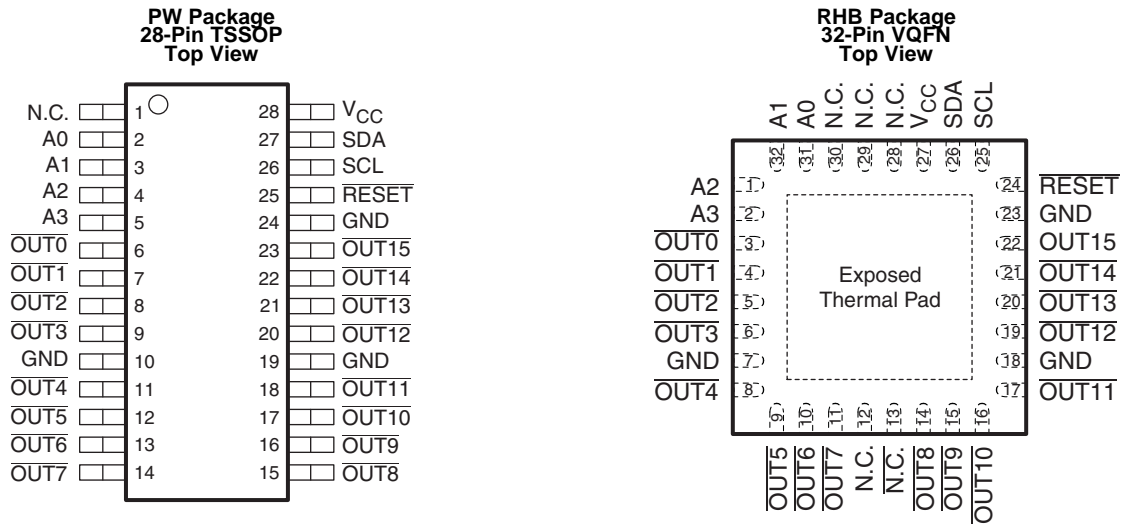 PW Package
28-Pin TSSOP
Top View
N.C. 1 28 VCC
A0 2 27 SDA
A1 3 26 SCL
A2 4 25 RESET
A3 5 24 GND
OUT0 6 23 OUT15
OUT1 7 22 OUT14
OUT2 8 21 OUT13
OUT3 9 20 OUT12
GND 10 19 GND
OUT4 11 18 OUT11
OUT5 12 17 OUT10
OUT6 13 16 OUT9
OUT7 14 15 OUT8
RHB Package
32-Pin VQFN
Top View
A1 A0 N.C. N.C. N.C. VCC SDA SCL
32 31 30 29 28 27 26 25
A2 1 24 RESET
A3 2 23 GND
OUT0 3 22 OUT15
OUT1 4 21 OUT14
OUT2 5 20 OUT13
OUT3 6 19 OUT12
GND 7 18 GND
OUT4 8 17 OUT11
Exposed
Thermal Pad
9 10 11 12 13 14 15 16
OUT5 OUT6 OUT7 N.C. N.C. OUT8 OUT9 OUT10